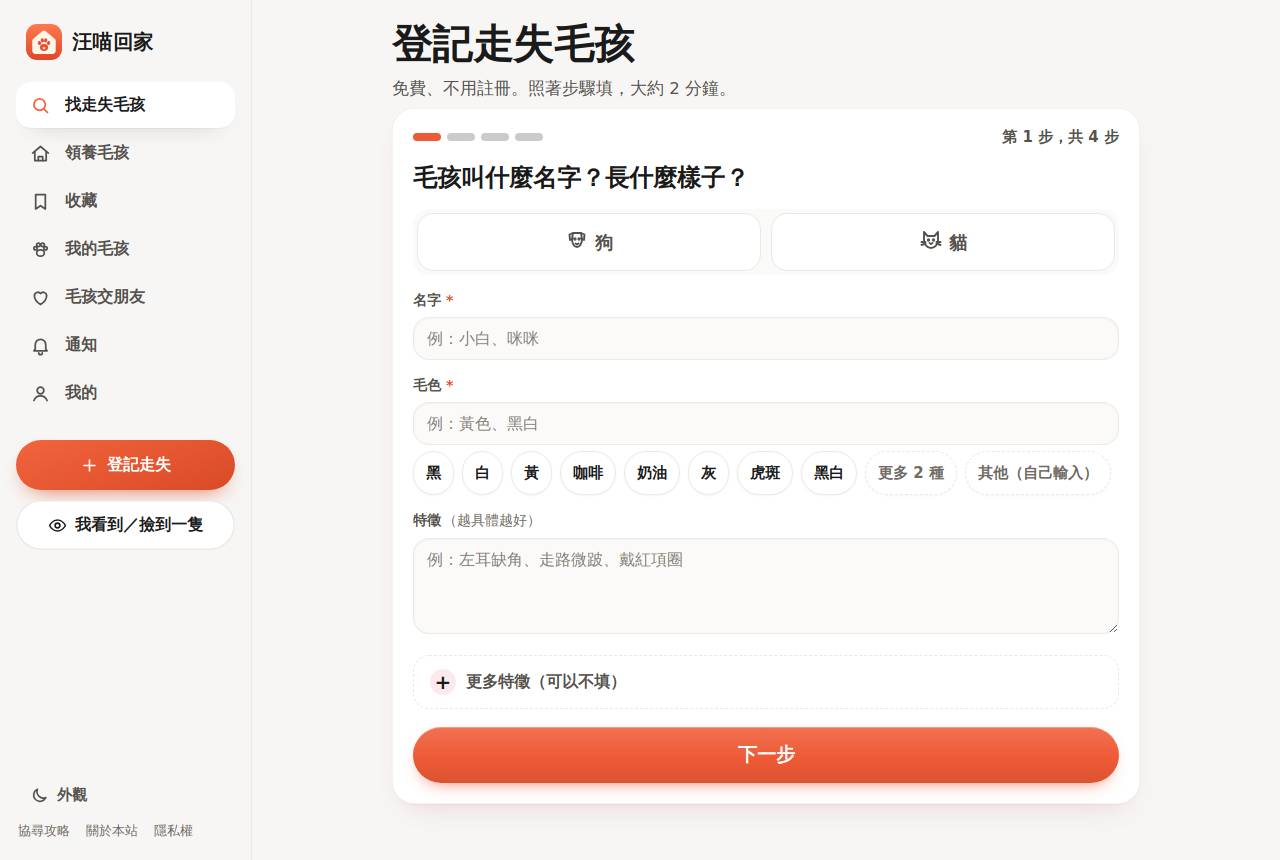 汪喵回家
找走失毛孩
領養毛孩
收藏
我的毛孩
毛孩交朋友
通知
我的
登記走失
我看到／撿到一隻
外觀
協尋攻略 關於本站 隱私權
登記走失毛孩
免費、不用註冊。照著步驟填，大約 2 分鐘。
第 1 步，共 4 步
毛孩叫什麼名字？長什麼樣子？
狗 貓
名字 *
例：小白、咪咪
毛色 *
例：黃色、黑白
黑 白 黃 咖啡 奶油 灰 虎斑 黑白 更多 2 種 其他（自己輸入）
特徵（越具體越好）
例：左耳缺角、走路微跛、戴紅項圈
更多特徵（可以不填）
下一步